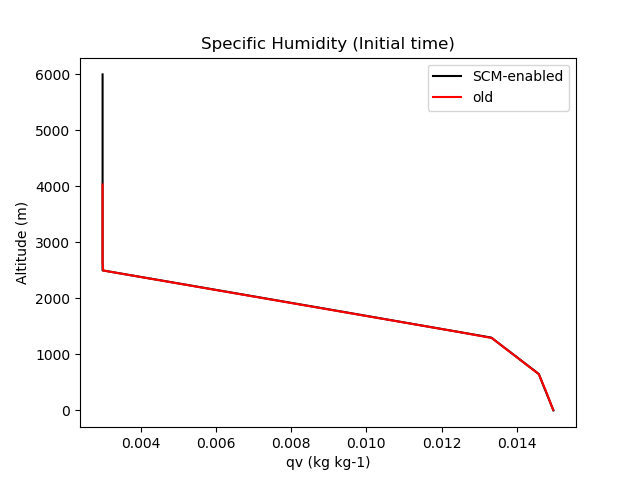 Specific Humidity (Initial time)
SCM-enabled
old
6000
5000
4000
3000
2000
1000
0
Altitude (m)
0.004 0.006 0.008 0.010 0.012 0.014
qv (kg kg-1)